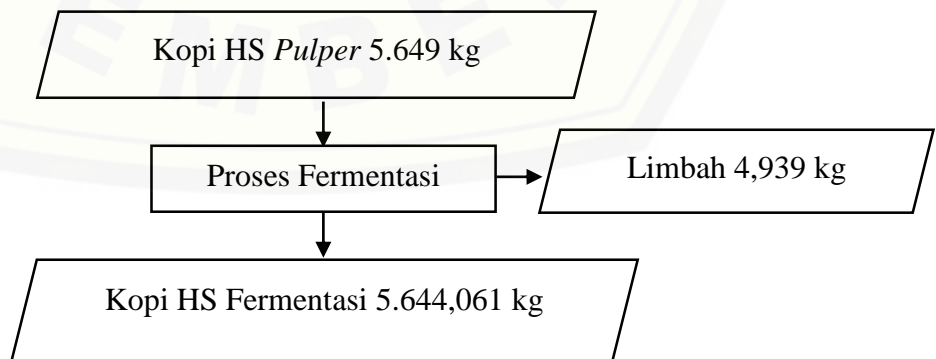 Kopi HS Pulper 5.649 kg
Proses Fermentasi
Limbah 4,939 kg
Kopi HS Fermentasi 5.644,061 kg